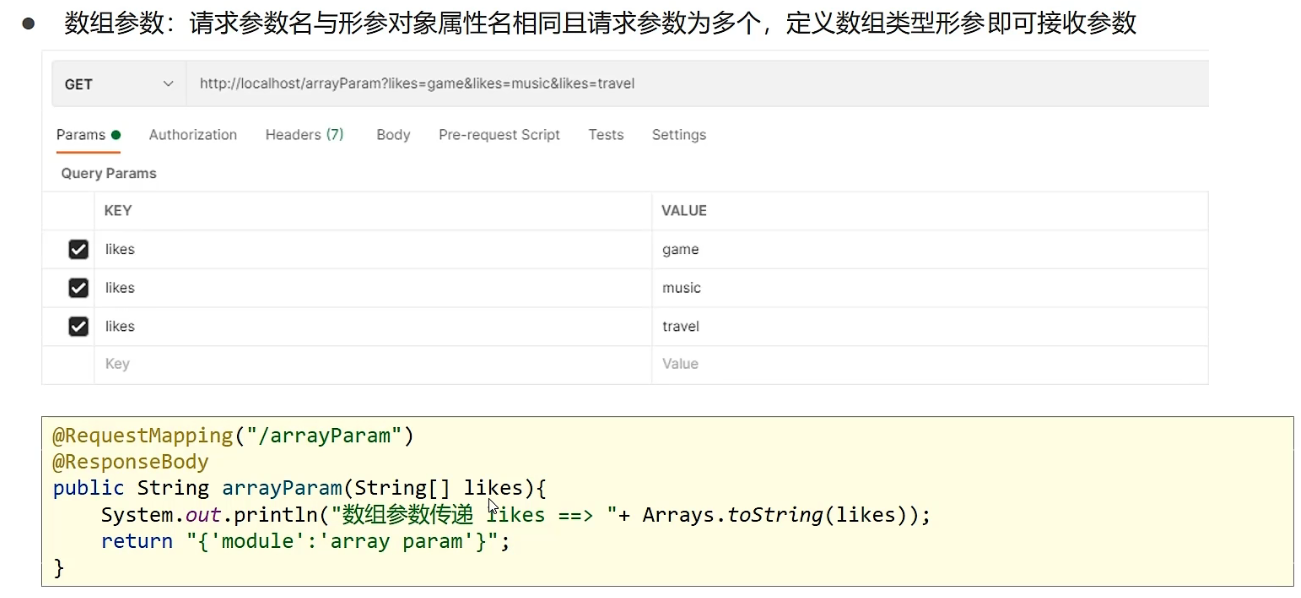 ● 数组参数：请求参数名与形参对象属性名相同且请求参数为多个，定义数组类型形参即可接收参数
GET http://localhost/arrayParam?likes=game&likes=music&likes=travel
Params Authorization Headers (7) Body Pre-request Script Tests Settings
Query Params
KEY VALUE
likes game
likes music
likes travel
Key Value
@RequestMapping("/arrayParam")
@ResponseBody
public String arrayParam(String[] likes){
    System.out.println("数组参数传递 likes ==> "+ Arrays.toString(likes));
    return "{'module':'array param'}";
}